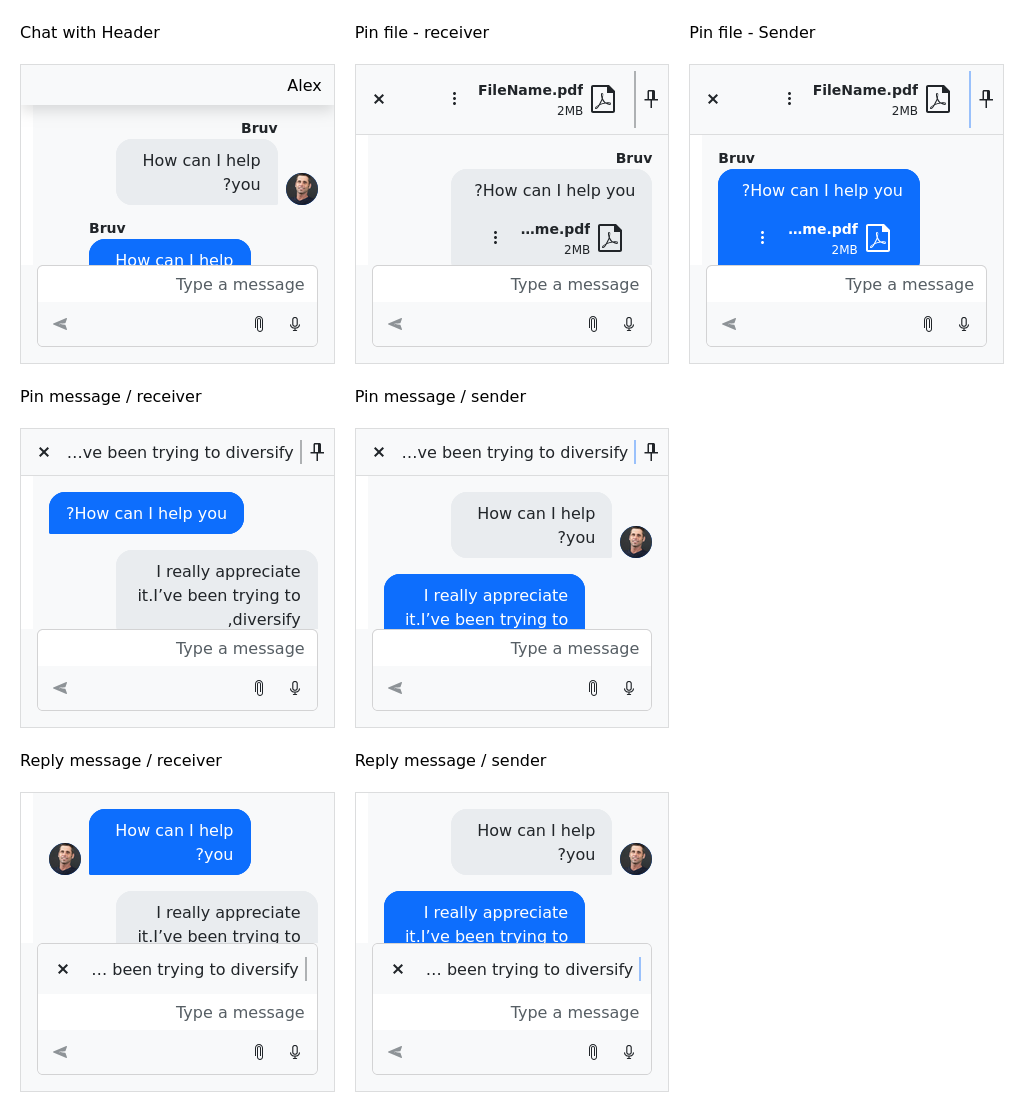 Chat with Header
Alex
Bruv
How can I help
?you
Bruv
How can I help
Type a message
Pin file - receiver
FileName.pdf
2MB
Bruv
?How can I help you
…me.pdf
2MB
Type a message
Pin file - Sender
FileName.pdf
2MB
Bruv
?How can I help you
…me.pdf
2MB
Type a message
Pin message / receiver
…ve been trying to diversify
?How can I help you
I really appreciate
it.I’ve been trying to
,diversify
Type a message
Pin message / sender
…ve been trying to diversify
How can I help
?you
I really appreciate
it.I’ve been trying to
Type a message
Reply message / receiver
How can I help
?you
I really appreciate
it.I’ve been trying to
… been trying to diversify
Type a message
Reply message / sender
How can I help
?you
I really appreciate
it.I’ve been trying to
… been trying to diversify
Type a message